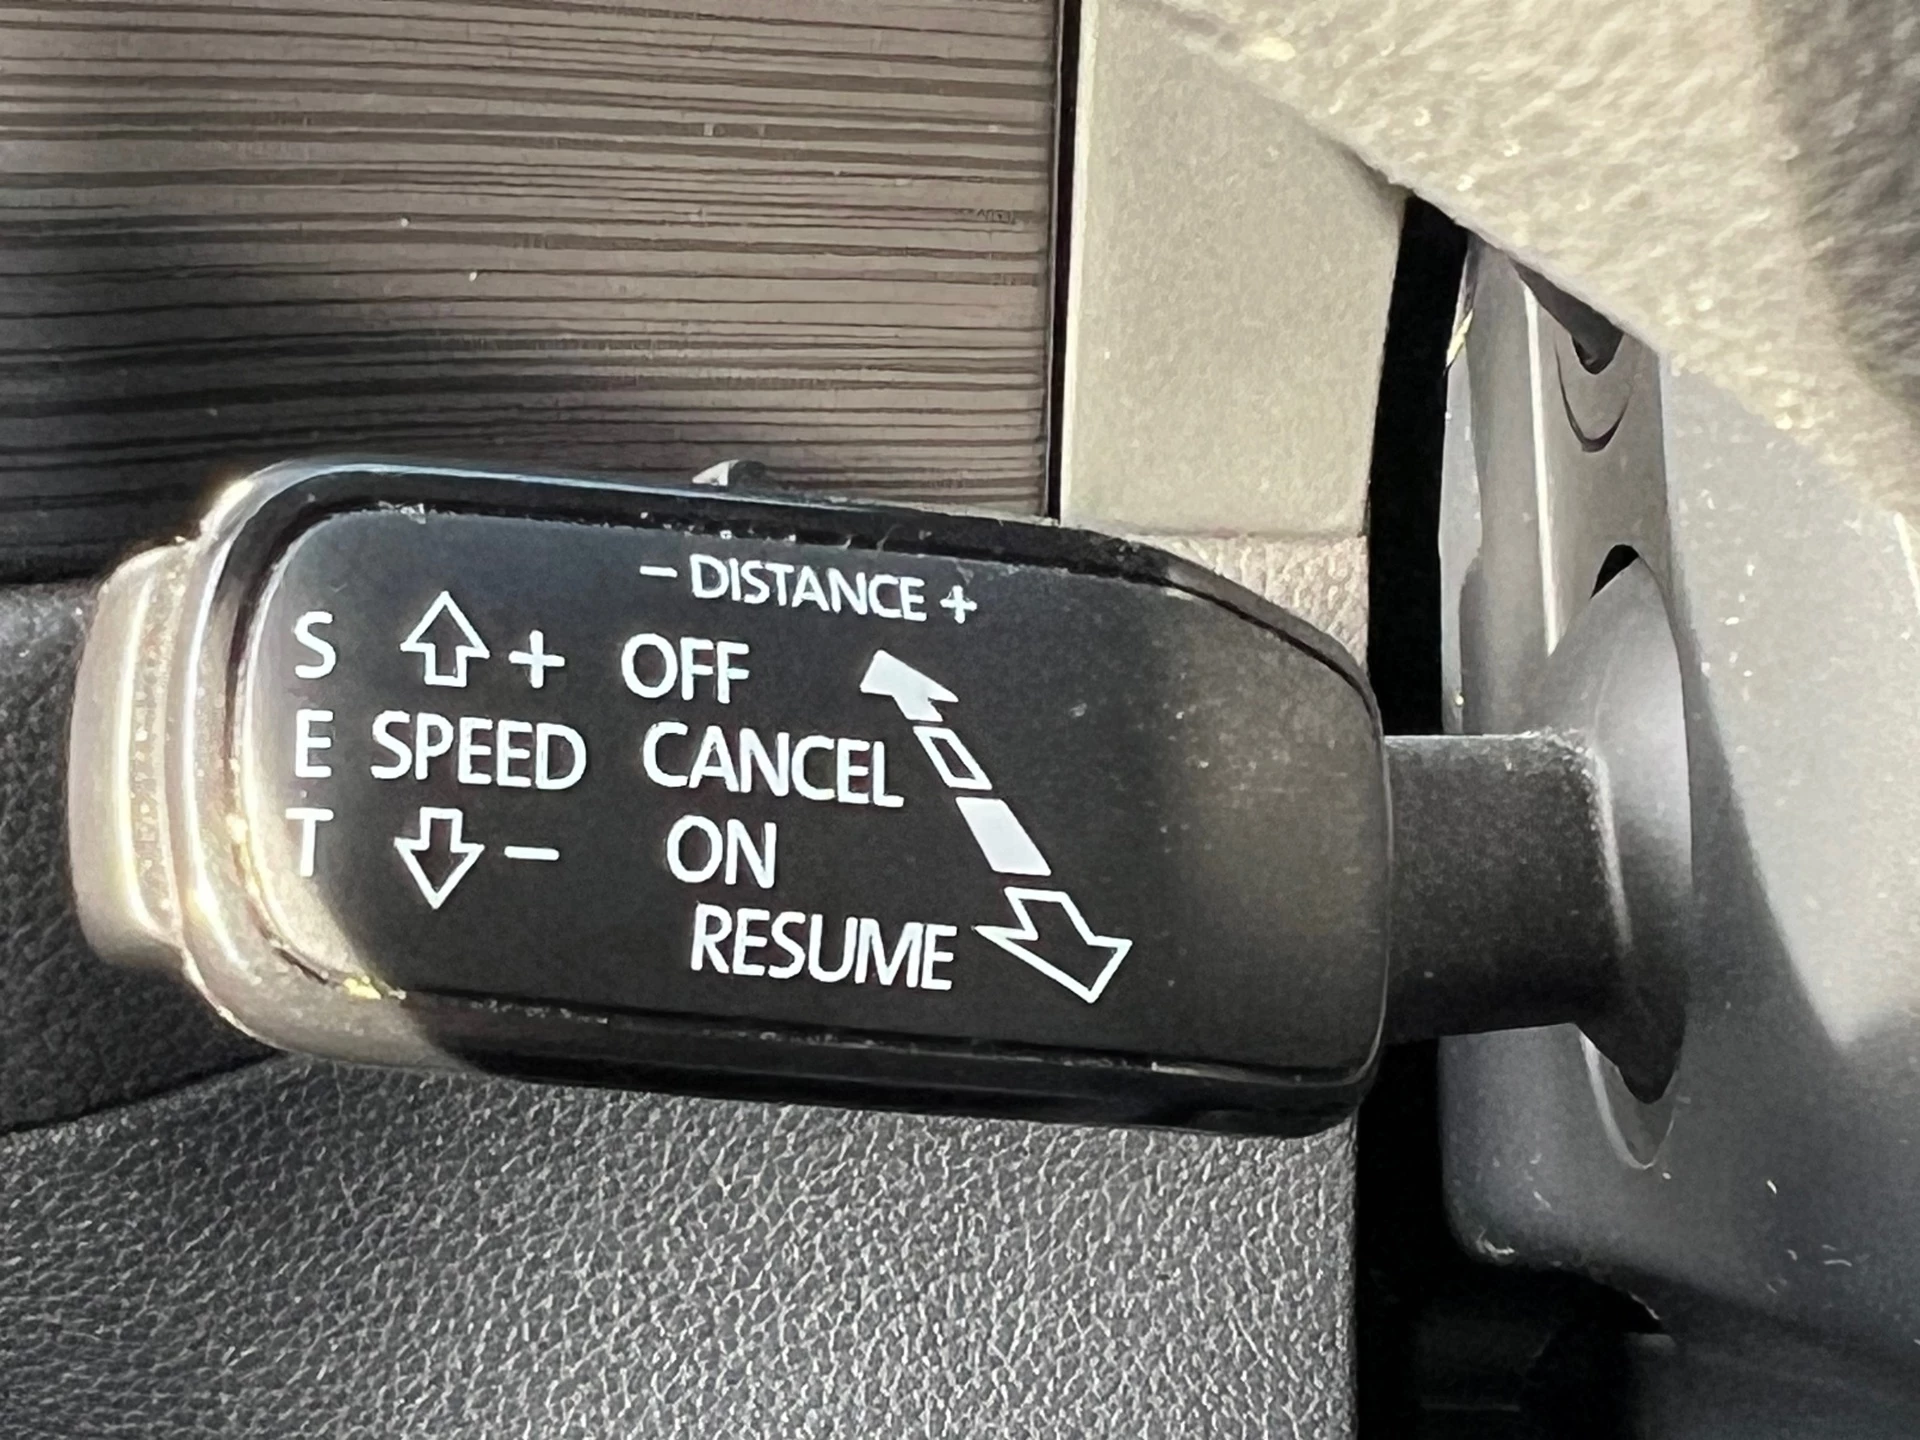 − DISTANCE +
S + OFF
E SPEED CANCEL
T − ON
RESUME